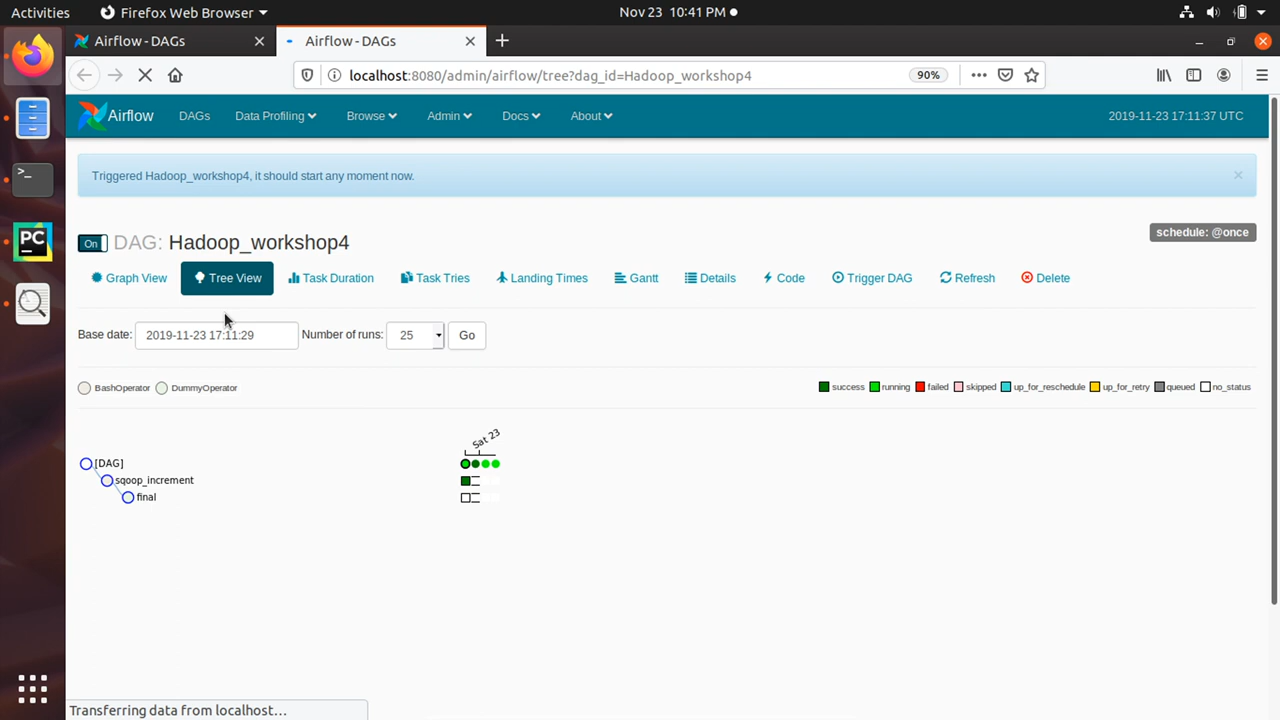 Activities Firefox Web Browser Nov 23 10:41 PM
Airflow - DAGs Airflow - DAGs
localhost:8080/admin/airflow/tree?dag_id=Hadoop_workshop4 90%
Airflow DAGs Data Profiling Browse Admin Docs About 2019-11-23 17:11:37 UTC
Triggered Hadoop_workshop4, it should start any moment now. ×
On DAG: Hadoop_workshop4 schedule: @once
Graph View Tree View Task Duration Task Tries Landing Times Gantt Details Code Trigger DAG Refresh Delete
Base date: 2019-11-23 17:11:29 Number of runs: 25 Go
BashOperator DummyOperator success running failed skipped up_for_reschedule up_for_retry queued no_status
Sat 23
[DAG]
sqoop_increment
final
PC
Transferring data from localhost…